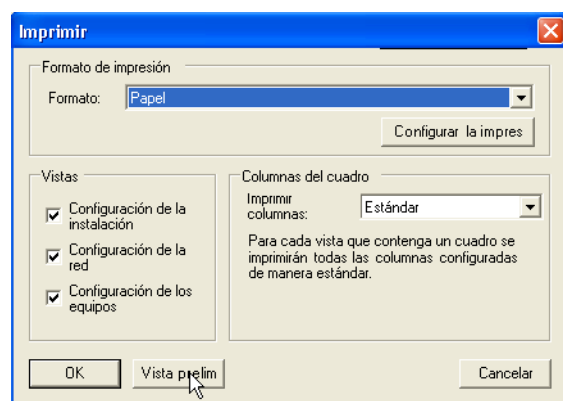 Imprimir
Formato de impresión
Formato:
Papel
Configurar la impres
Vistas
Configuración de la
instalación
Configuración de la
red
Configuración de los
equipos
Columnas del cuadro
Imprimir
columnas:
Estándar
Para cada vista que contenga un cuadro se
imprimirán todas las columnas configuradas
de manera estándar.
OK
Vista prelim
Cancelar